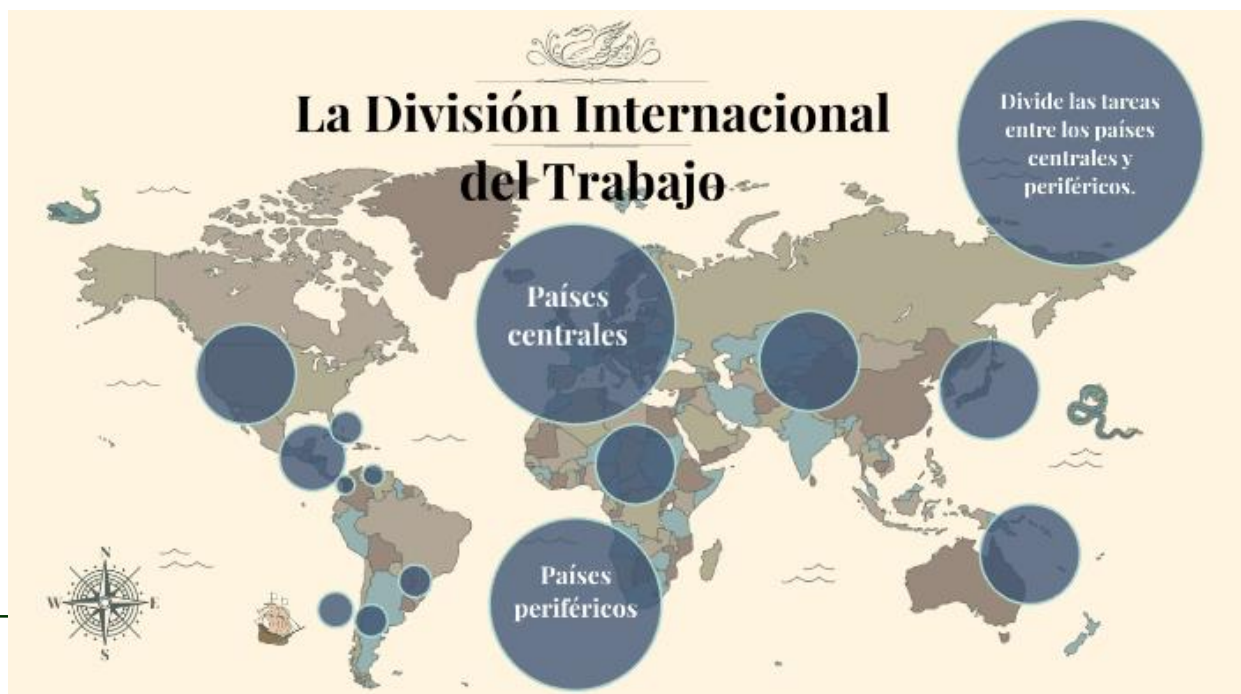 La División Internacional
del Trabajo
Divide las tareas
entre los países
centrales y
periféricos.
Países
centrales
Países
periféricos
N
W
E
S